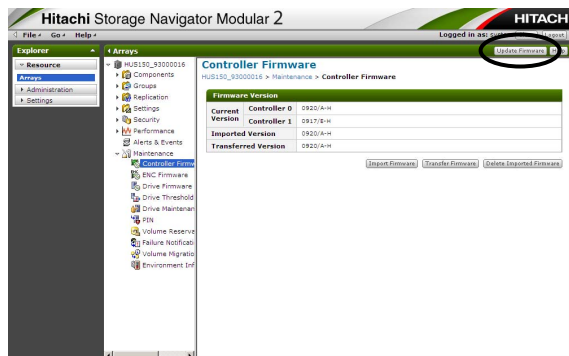 Hitachi Storage Navigator Modular 2
HITACH
File Go Help
Logged in as:
Logout
Explorer
Resource
Arrays
Administration
Settings
Arrays
Update Firmware
HUS150_93000016
Components
Groups
Replication
Settings
Security
Performance
Alerts & Events
Maintenance
Controller Firmw
ENC Firmware
Drive Firmware
Drive Threshold
Drive Maintenan
PIN
Volume Reserve
Failure Notificati
Volume Migratio
Environment Inf
Controller Firmware
HUS150_93000016 > Maintenance > Controller Firmware
Firmware Version
Current Version
Controller 0 0920/A-H
Controller 1 0917/E-H
Imported Version 0920/A-H
Transferred Version 0920/A-H
Import Firmware Transfer Firmware Delete Imported Firmware